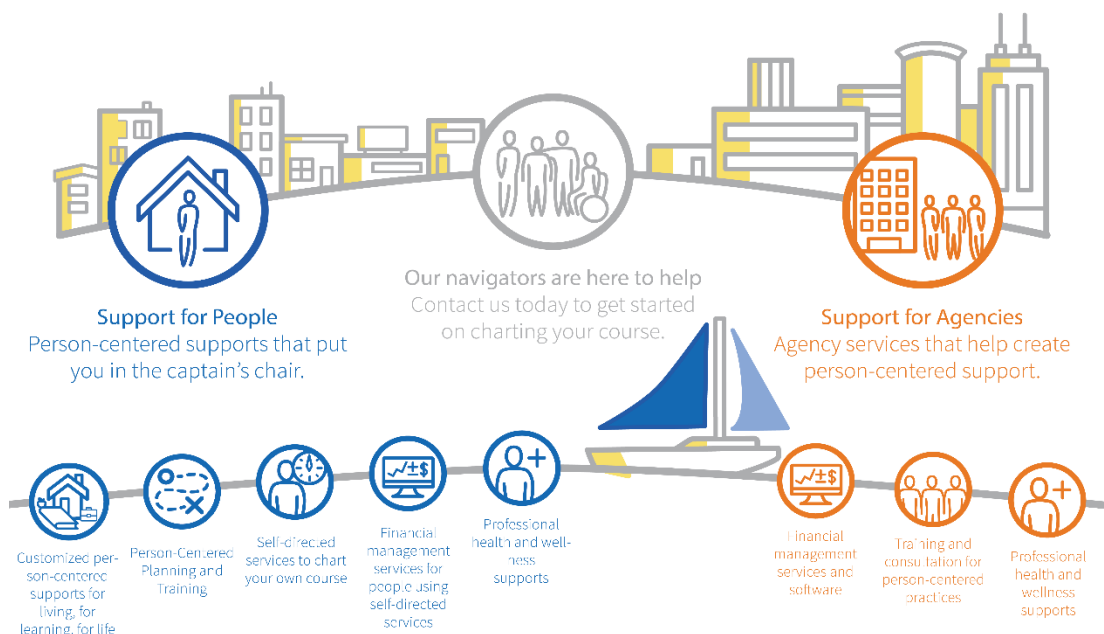 Our navigators are here to help
Contact us today to get started
on charting your course.
Support for People
Person-centered supports that put
you in the captain's chair.
Support for Agencies
Agency services that help create
person-centered support.
Customized per-
son-centered
supports for
living, for
learning, for life
Person-Centered
Planning and
Training
Self-directed
services to chart
your own course
Financial
management
services for
people using
self-directed
services
Professional
health and well-
ness
supports
Financial
management
services and
software
Training and
consultation for
person-centered
practices
Professional
health and
wellness
supports